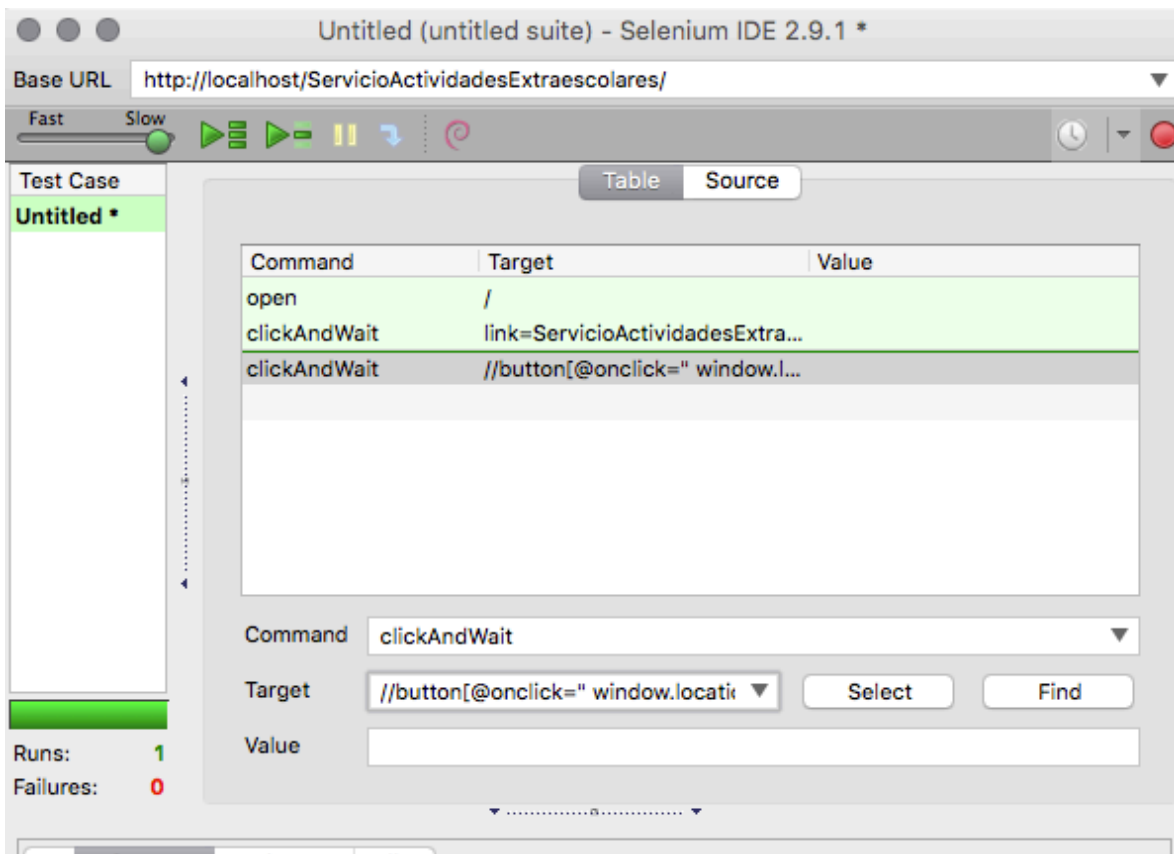 Untitled (untitled suite) - Selenium IDE 2.9.1 *
Base URL http://localhost/ServicioActividadesExtraescolares/
Fast Slow
Test Case
Table Source
Untitled *
Command Target Value
open /
clickAndWait link=ServicioActividadesExtra...
clickAndWait //button[@onclick=" window.l...
Command clickAndWait
Target //button[@onclick=" window.locatic Select Find
Value
Runs: 1
Failures: 0